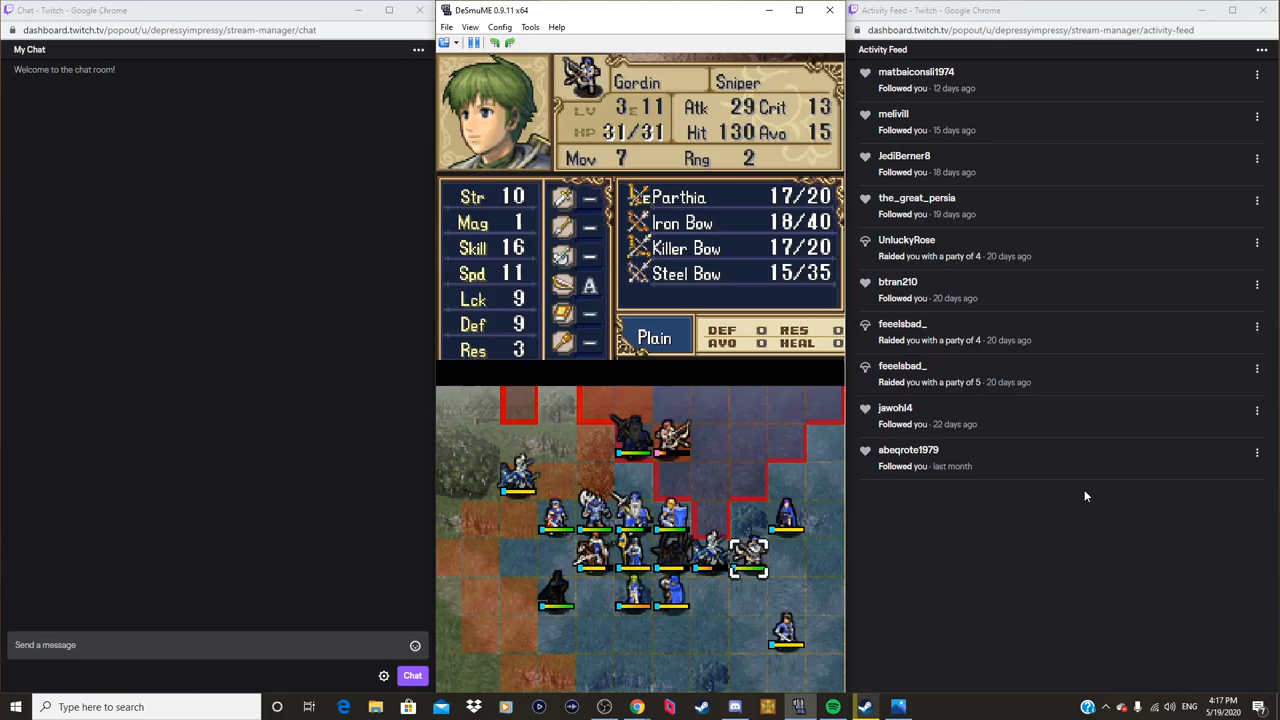 Chat - Twitch - Google Chrome
dashboard.twitch.tv/popout/u/depressyimpressy/stream-manager/chat
My Chat
Welcome to the chat room!
Send a message
Chat
DeSmuME 0.9.11 x64
File View Config Tools Help
Gordin Sniper
LV 3 E 11 Atk 29 Crit 13
HP 31/31 Hit 130 Avo 15
Mov 7 Rng 2
Str 10
Mag 1
Skill 16
Spd 11
Lck 9
Def 9
Res 3
–
–
–
A
–
–
E Parthia 17/20
Iron Bow 18/40
Killer Bow 17/20
Steel Bow 15/35
Plain
DEF 0 RES 0
AVO 0 HEAL 0
Activity Feed - Twitch - Google Chrome
dashboard.twitch.tv/popout/u/depressyimpressy/stream-manager/activity-feed
Activity Feed
matbaiconsli1974
Followed you · 12 days ago
melivill
Followed you · 15 days ago
JediBerner8
Followed you · 18 days ago
the_great_persia
Followed you · 19 days ago
UnluckyRose
Raided you with a party of 4 · 20 days ago
btran210
Followed you · 20 days ago
feeelsbad_
Raided you with a party of 4 · 20 days ago
feeelsbad_
Raided you with a party of 5 · 20 days ago
jawohl4
Followed you · 22 days ago
abeqrote1979
Followed you · last month
Type here to search
4:17 PM
5/19/2020